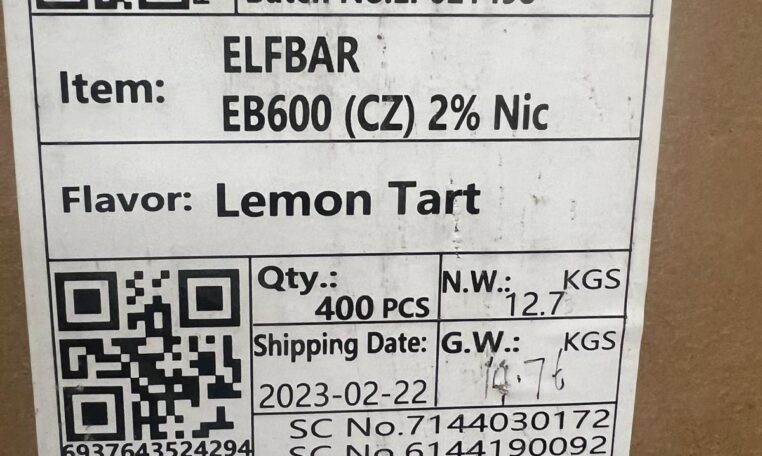 ELFBAR
Item:
EB600 (CZ) 2% Nic
Flavor: Lemon Tart
Qty.:
400 PCS
N.W.: KGS
12.7
Shipping Date:
2023-02-22
G.W.: KGS
14.76
SC No.7144030172
SC No.6144190092
6937643524294